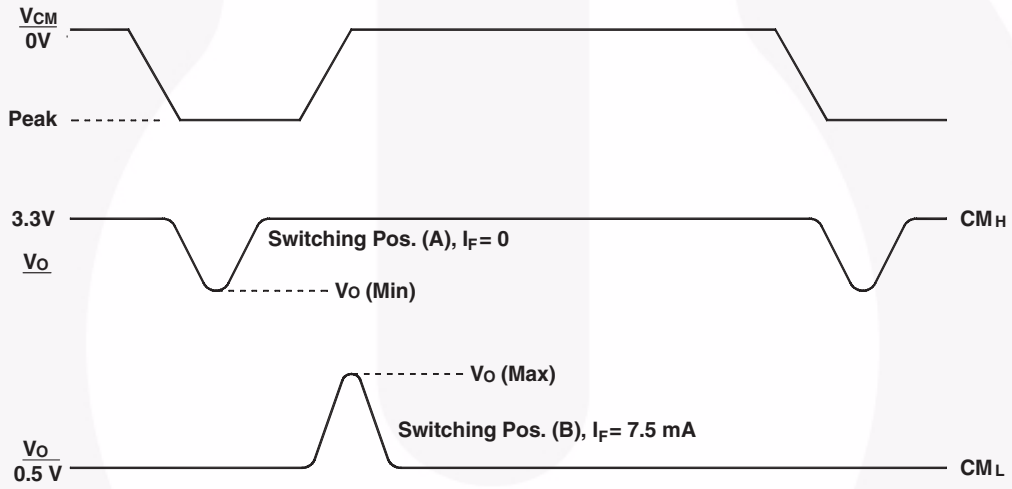 VCM
0V
Peak
3.3V
CMH
Switching Pos. (A), IF = 0
VO
VO (Min)
VO (Max)
Switching Pos. (B), IF = 7.5 mA
VO
0.5 V
CML